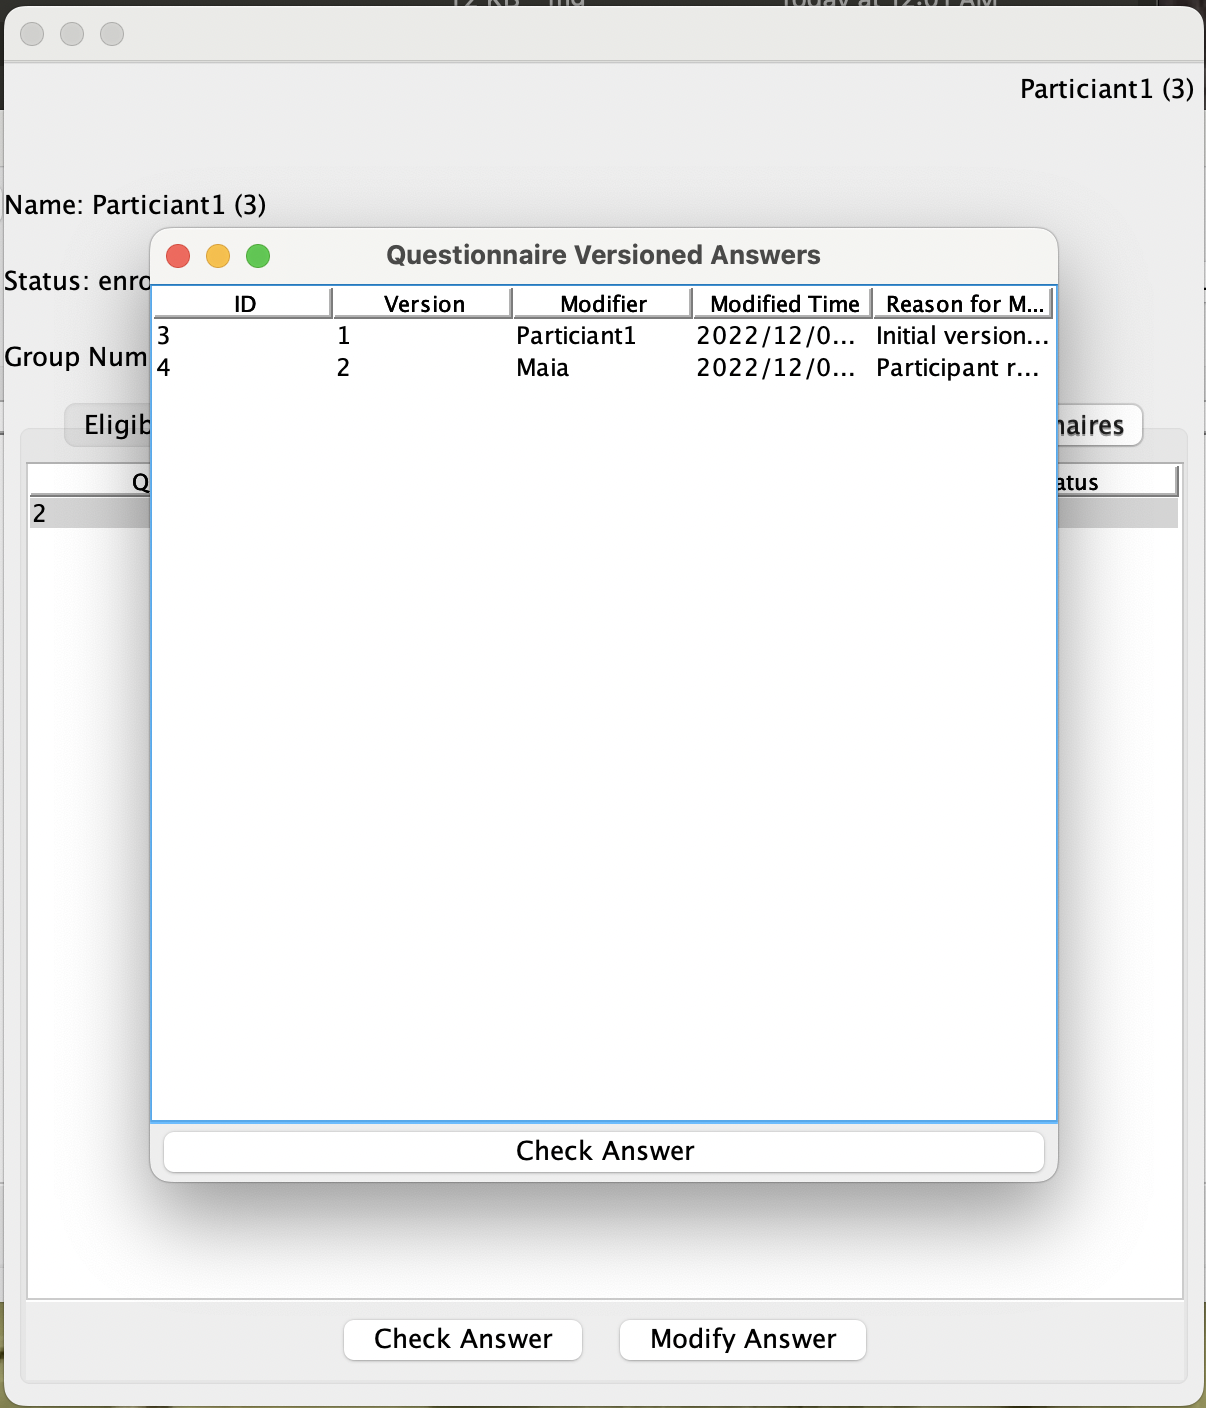 Particiant1 (3)
Name: Particiant1 (3)
Questionnaire Versioned Answers
Status: enro
ID Version Modifier Modified Time Reason for M...
3 1 Particiant1 2022/12/0... Initial version...
Group Num
4 2 Maia 2022/12/0... Participant r...
Eligib naires
Q atus
2
Check Answer
Check Answer Modify Answer